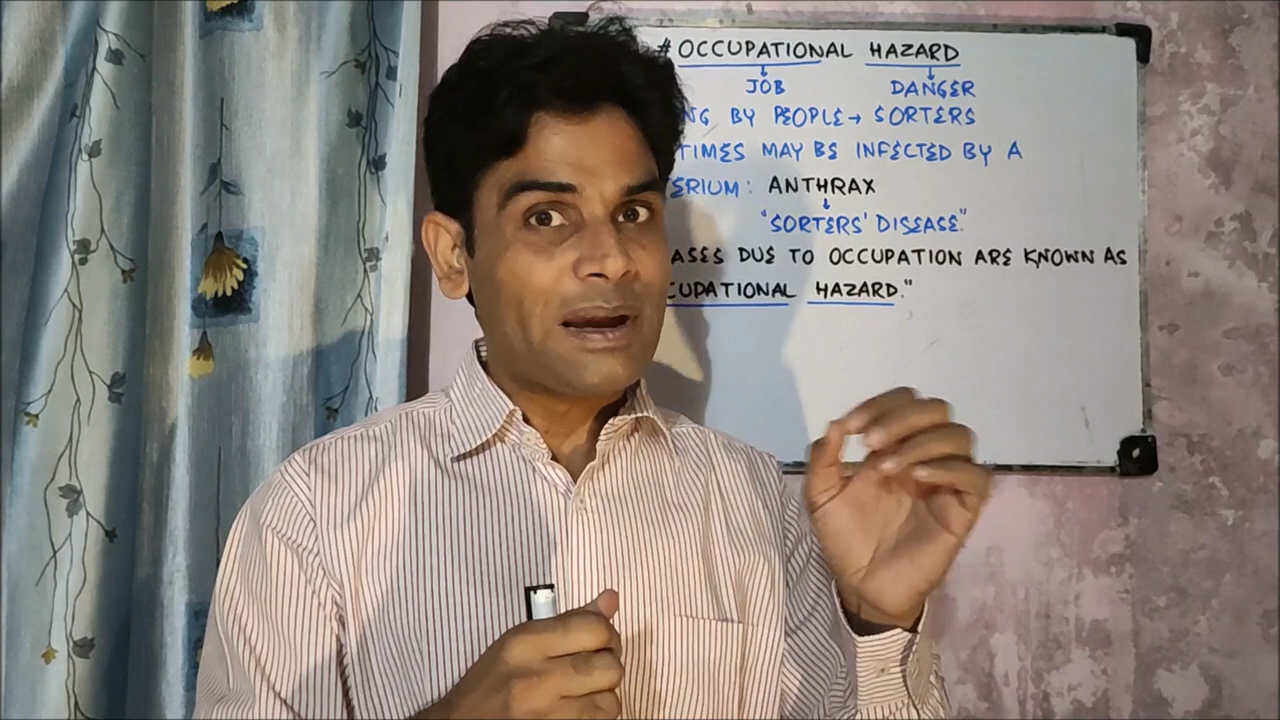 # OCCUPATIONAL HAZARD
JOB DANGER
BY PEOPLE → SORTERS
TIMES MAY BE INFECTED BY A
ERIUM: ANTHRAX
"SORTERS' DISEASE."
ASES DUE TO OCCUPATION ARE KNOWN AS
CUPATIONAL HAZARD."